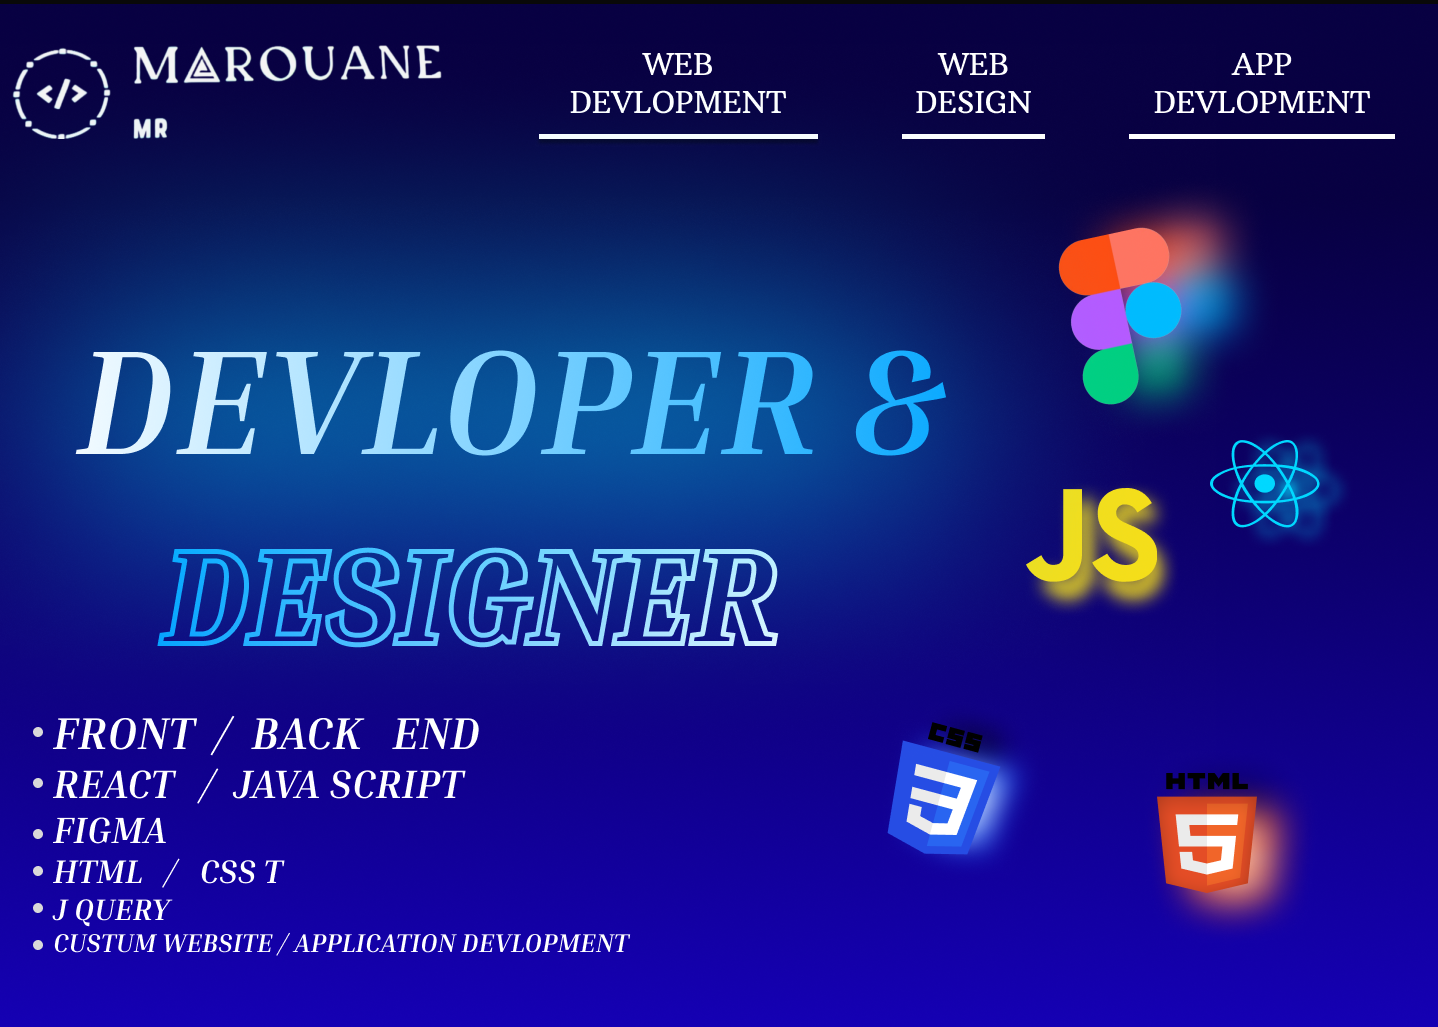 MAROUANE
MR
WEB
DEVLOPMENT
WEB
DESIGN
APP
DEVLOPMENT
DEVLOPER &
DESIGNER
JS
CSS
3
HTML
5
• FRONT / BACK END
• REACT / JAVA SCRIPT
• FIGMA
• HTML / CSS T
• J QUERY
• CUSTUM WEBSITE / APPLICATION DEVLOPMENT